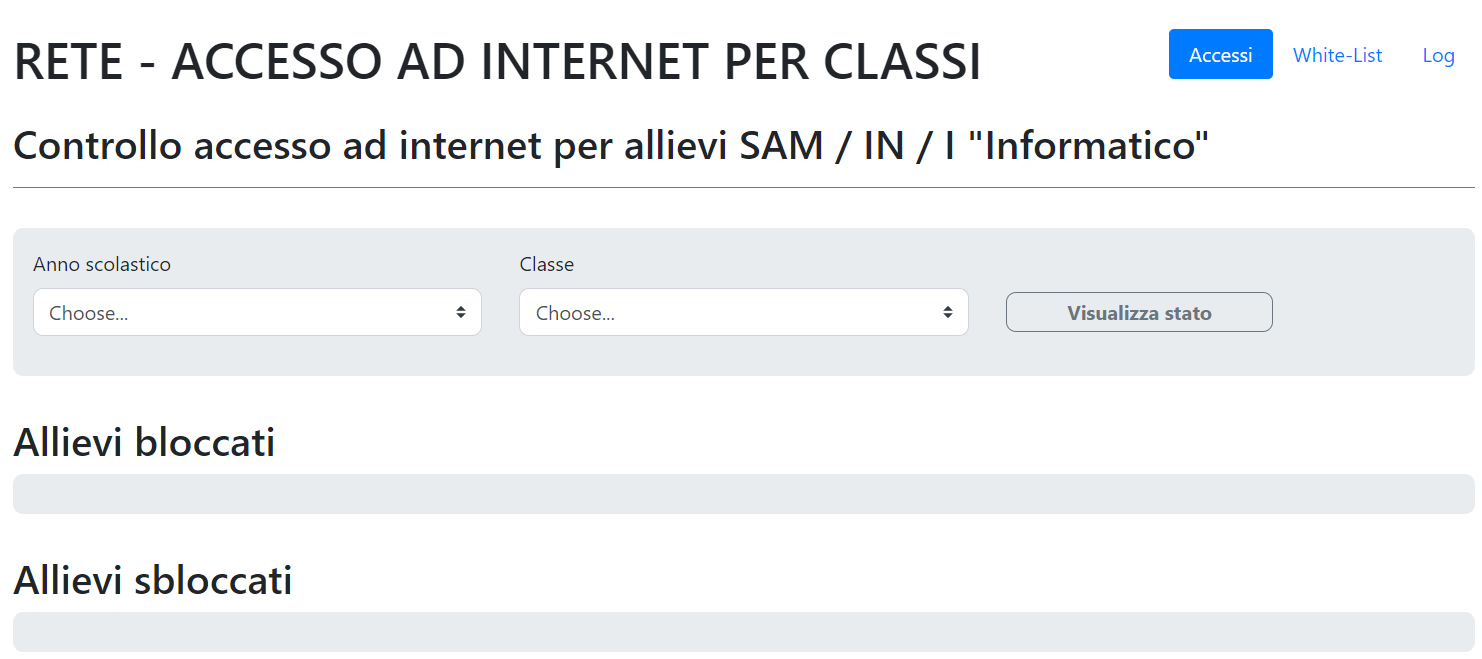 RETE - ACCESSO AD INTERNET PER CLASSI
Accessi
White-List
Log
Controllo accesso ad internet per allievi SAM / IN / I "Informatico"
Anno scolastico
Classe
Choose...
Choose...
Visualizza stato
Allievi bloccati
Allievi sbloccati